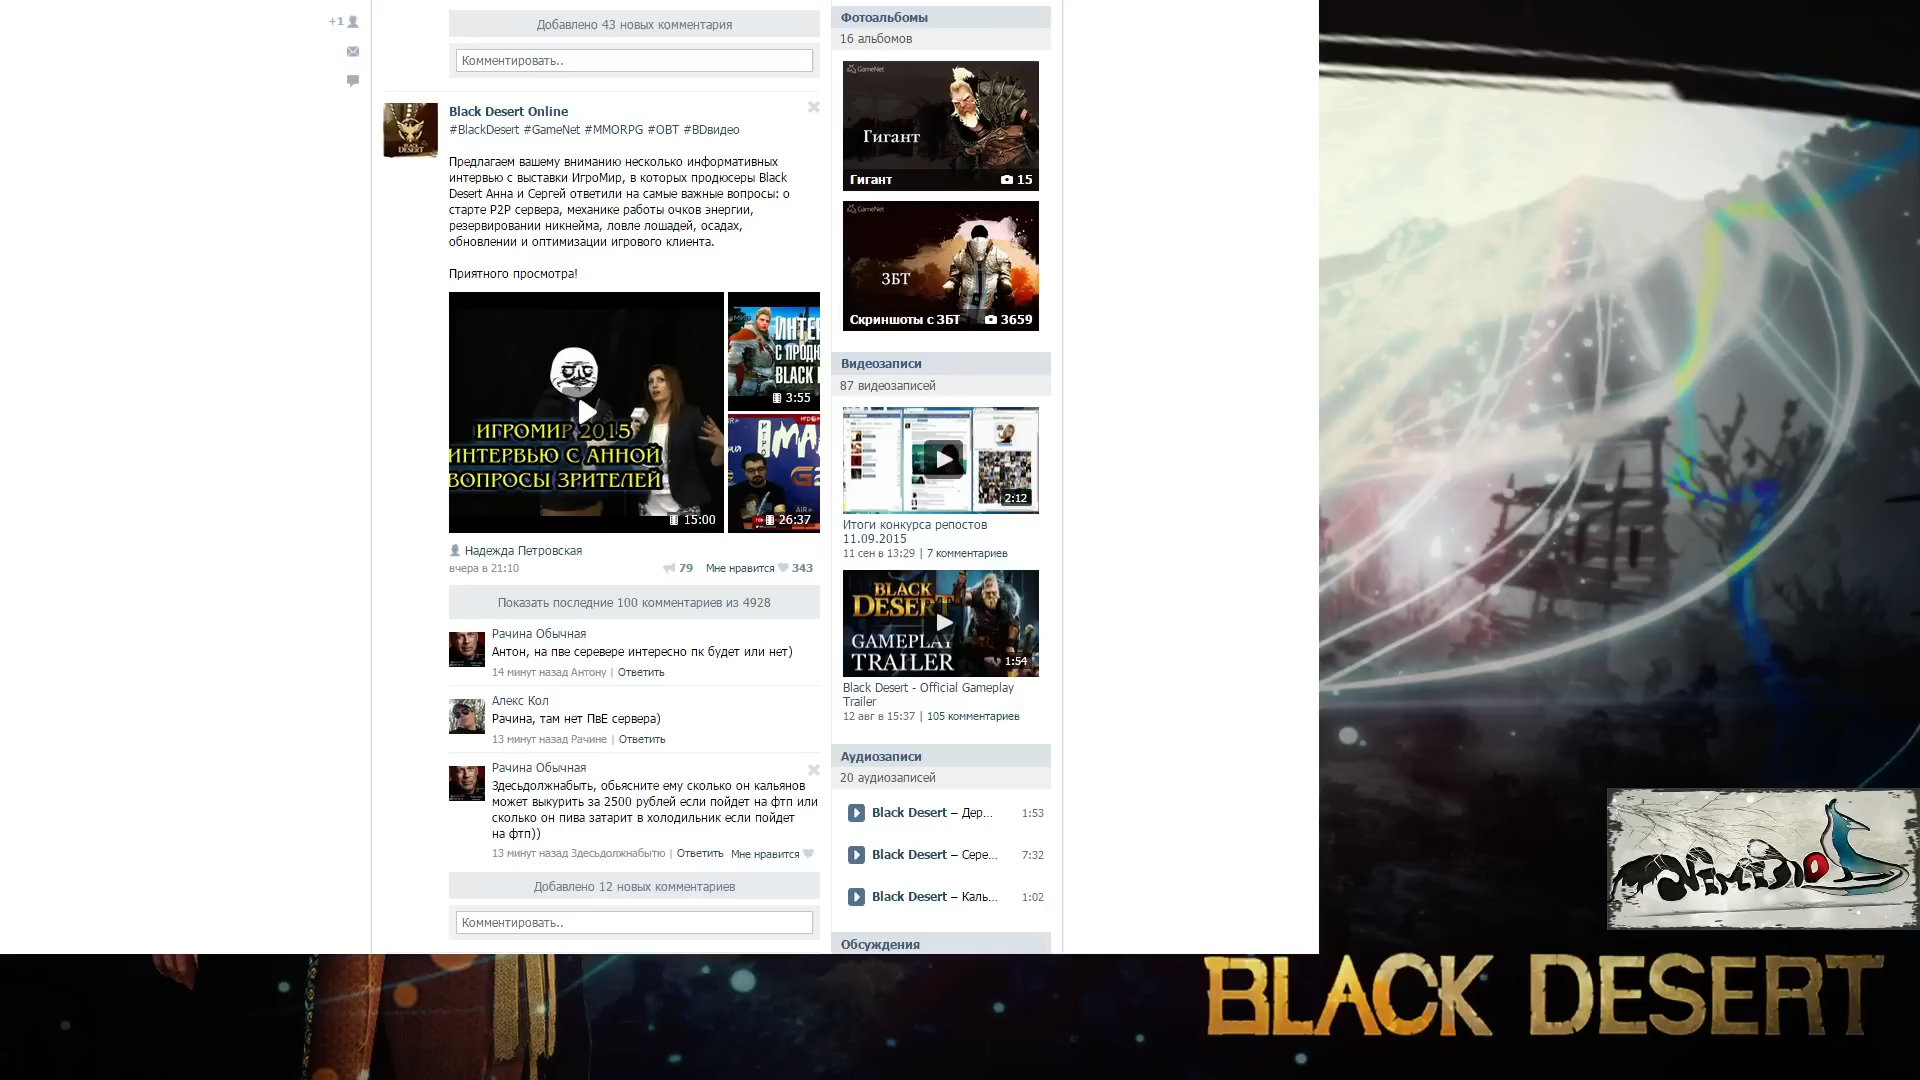 +1
Добавлено 43 новых комментария
Комментировать..
Black Desert Online
#BlackDesert #GameNet #MMORPG #ОВТ #BDвидео
Предлагаем вашему вниманию несколько информативных
интервью с выставки ИгроМир, в которых продюсеры Black
Desert Анна и Сергей ответили на самые важные вопросы: о
старте P2P сервера, механике работы очков энергии,
резервировании никнейма, ловле лошадей, осадах,
обновлении и оптимизации игрового клиента.
Приятного просмотра!
ИГРОМИР 2015
ИНТЕРВЬЮ С АННОЙ
ВОПРОСЫ ЗРИТЕЛЕЙ
15:00
3:55
26:37
Надежда Петровская
вчера в 21:10
79 Мне нравится 343
Показать последние 100 комментариев из 4928
Рачина Обычная
Антон, на пве серевере интересно пк будет или нет)
14 минут назад Антону | Ответить
Алекс Кол
Рачина, там нет ПвЕ сервера)
13 минут назад Рачине | Ответить
Рачина Обычная
Здесьдолжнабыть, обьясните ему сколько он кальянов
может выкурить за 2500 рублей если пойдет на фтп или
сколько он пива затарит в холодильник если пойдет
на фтп))
13 минут назад Здесьдолжнабытю | Ответить Мне нравится
Добавлено 12 новых комментариев
Комментировать..
Фотоальбомы
16 альбомов
GameNet
Гигант
Гигант 15
GameNet
ЗБТ
Скриншоты с ЗБТ 3659
Видеозаписи
87 видеозаписей
2:12
Итоги конкурса репостов
11.09.2015
11 сен в 13:29 | 7 комментариев
BLACK
DESERT
GAMEPLAY
TRAILER
1:54
Black Desert - Official Gameplay
Trailer
12 авг в 15:37 | 105 комментариев
Аудиозаписи
20 аудиозаписей
Black Desert – Дер... 1:53
Black Desert – Сере... 7:32
Black Desert – Каль... 1:02
Обсуждения
BLACK DESERT